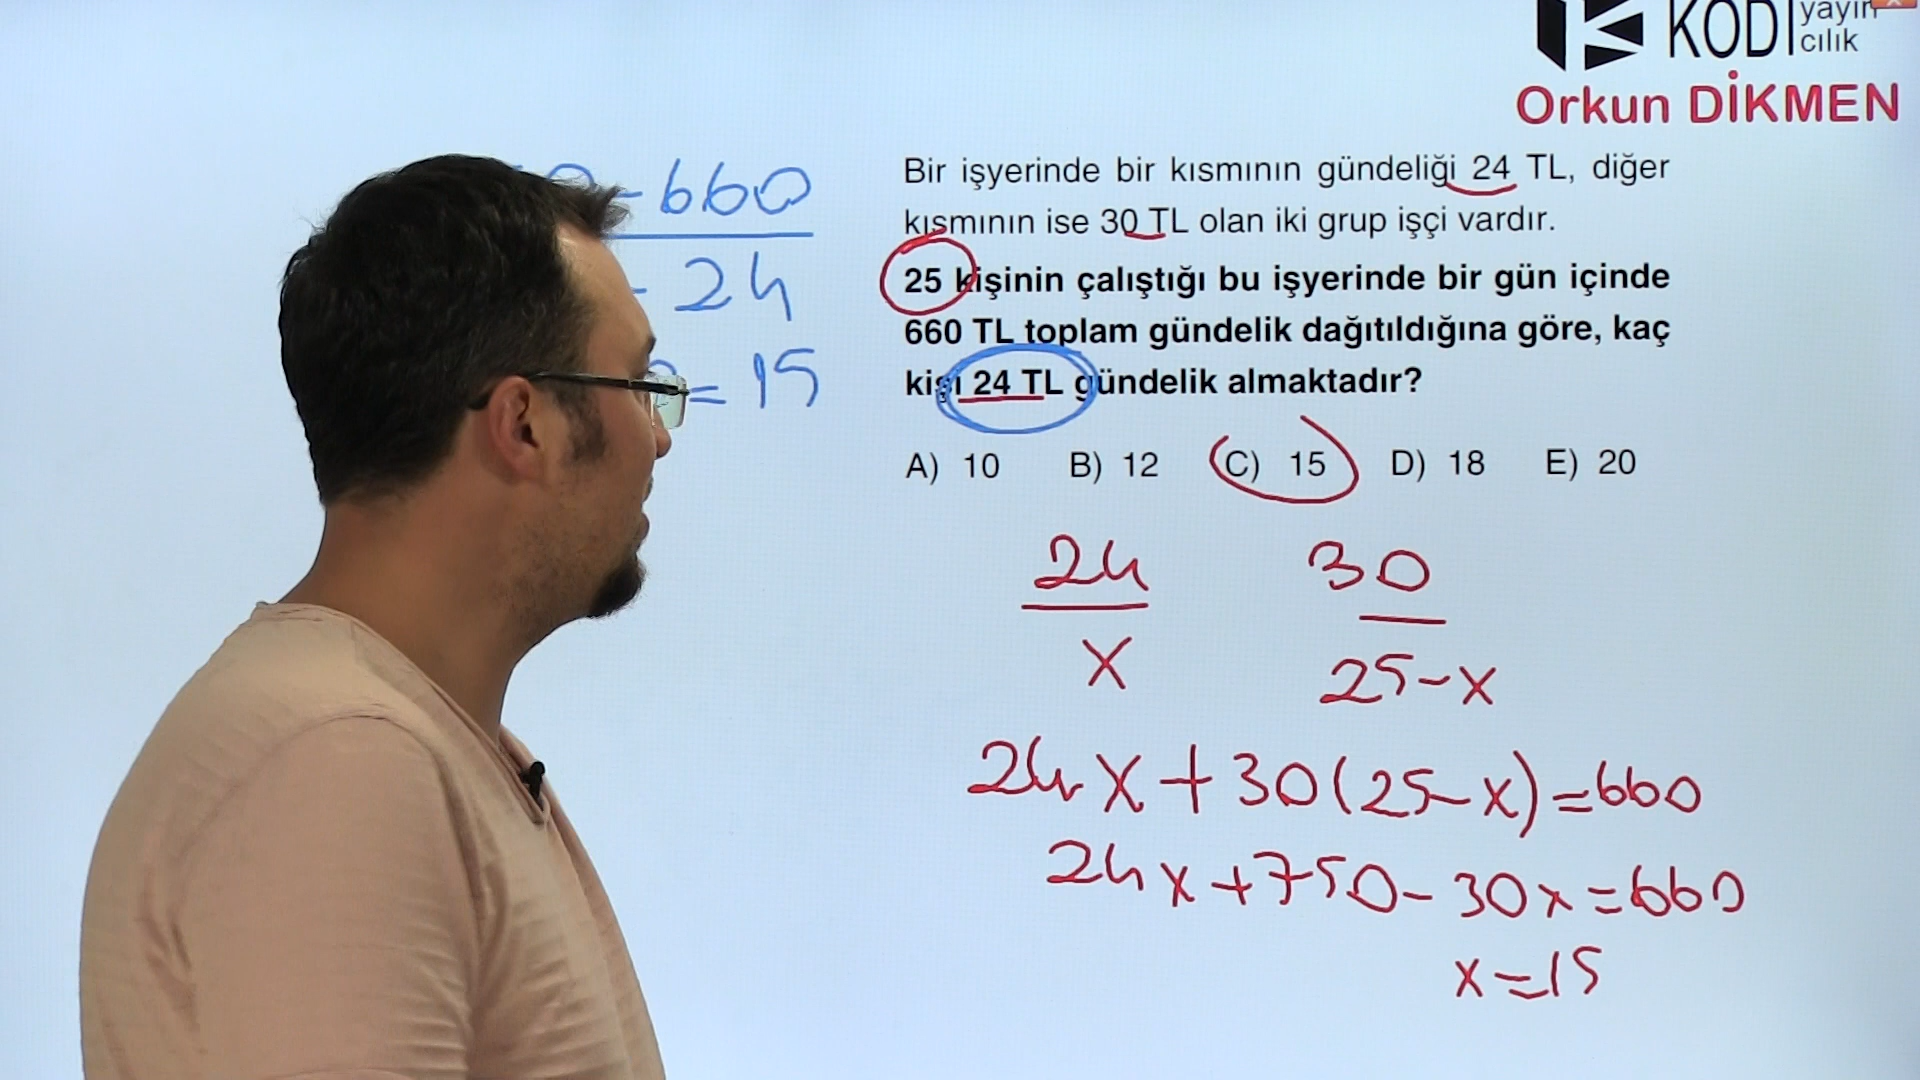 KODİ yayın
cılık
Orkun DİKMEN
Bir işyerinde bir kısmının gündeliği 24 TL, diğer
kısmının ise 30 TL olan iki grup işçi vardır.
25 kişinin çalıştığı bu işyerinde bir gün içinde
660 TL toplam gündelik dağıtıldığına göre, kaç
kişi 24 TL gündelik almaktadır?
A) 10 B) 12 C) 15 D) 18 E) 20
-660
- 24
= 15
24 30
x 25-x
24x+30(25-x)=660
24x+750-30x=660
x=15